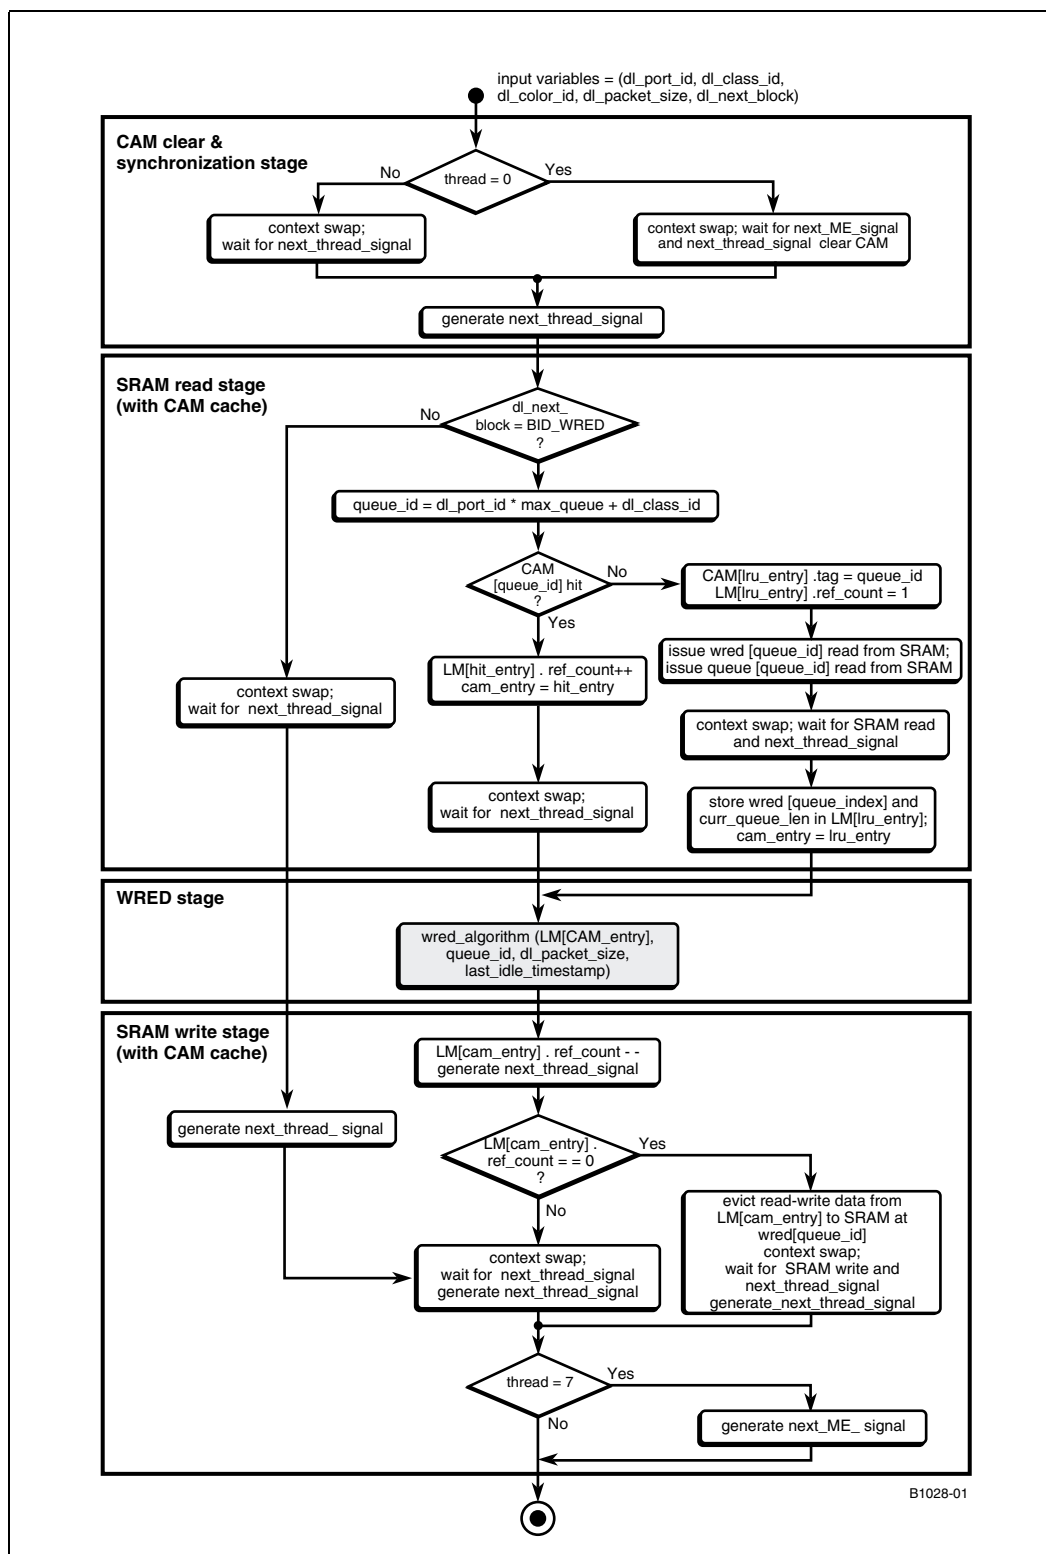 input variables = (dl_port_id, dl_class_id,
dl_color_id, dl_packet_size, dl_next_block)
CAM clear &
synchronization stage
thread = 0
No
Yes
context swap;
wait for next_thread_signal
context swap; wait for next_ME_signal
and next_thread_signal clear CAM
generate next_thread_signal
SRAM read stage
(with CAM cache)
dl_next_
block = BID_WRED
?
No
queue_id = dl_port_id * max_queue + dl_class_id
CAM
[queue_id] hit
?
No
Yes
CAM[lru_entry] .tag = queue_id
LM[lru_entry] .ref_count = 1
issue wred [queue_id] read from SRAM;
issue queue [queue_id] read from SRAM
LM[hit_entry] . ref_count++
cam_entry = hit_entry
context swap;
wait for next_thread_signal
context swap; wait for SRAM read
and next_thread_signal
context swap;
wait for next_thread_signal
store wred [queue_index] and
curr_queue_len in LM[lru_entry];
cam_entry = lru_entry
WRED stage
wred_algorithm (LM[CAM_entry],
queue_id, dl_packet_size,
last_idle_timestamp)
SRAM write stage
(with CAM cache)
LM[cam_entry] . ref_count - -
generate next_thread_signal
generate next_thread_ signal
LM[cam_entry] .
ref_count = = 0
?
Yes
No
evict read-write data from
LM[cam_entry] to SRAM at
wred[queue_id]
context swap;
wait for SRAM write and
next_thread_signal
generate_next_thread_signal
context swap;
wait for next_thread_signal
generate next_thread_signal
thread = 7
Yes
No
generate next_ME_ signal
B1028-01